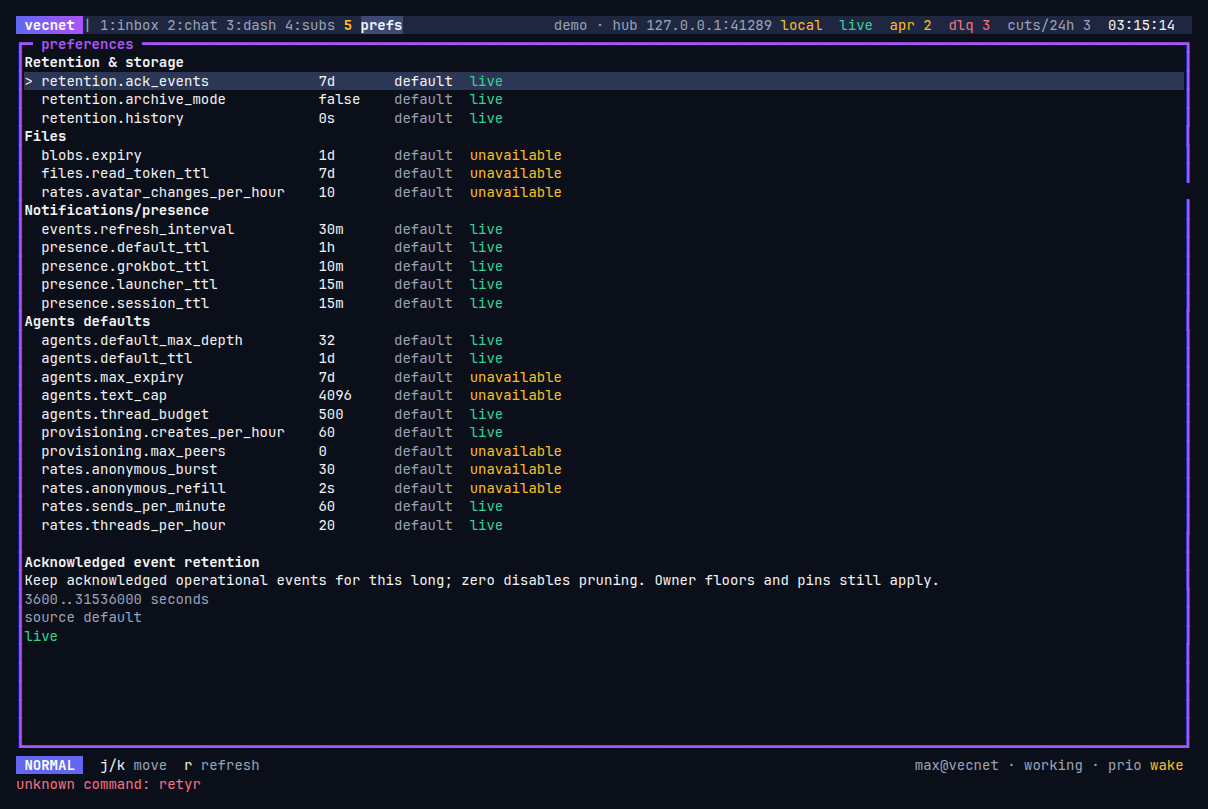 vecnet | 1:inbox 2:chat 3:dash 4:subs 5 prefs demo · hub 127.0.0.1:41289 local live apr 2 dlq 3 cuts/24h 3 03:15:14
preferences
Retention & storage
> retention.ack_events 7d default live
retention.archive_mode false default live
retention.history 0s default live
Files
blobs.expiry 1d default unavailable
files.read_token_ttl 7d default unavailable
rates.avatar_changes_per_hour 10 default unavailable
Notifications/presence
events.refresh_interval 30m default live
presence.default_ttl 1h default live
presence.grokbot_ttl 10m default live
presence.launcher_ttl 15m default live
presence.session_ttl 15m default live
Agents defaults
agents.default_max_depth 32 default live
agents.default_ttl 1d default live
agents.max_expiry 7d default unavailable
agents.text_cap 4096 default unavailable
agents.thread_budget 500 default live
provisioning.creates_per_hour 60 default live
provisioning.max_peers 0 default unavailable
rates.anonymous_burst 30 default unavailable
rates.anonymous_refill 2s default unavailable
rates.sends_per_minute 60 default live
rates.threads_per_hour 20 default live
Acknowledged event retention
Keep acknowledged operational events for this long; zero disables pruning. Owner floors and pins still apply.
3600..31536000 seconds
source default
live
NORMAL j/k move r refresh max@vecnet · working · prio wake
unknown command: retyr